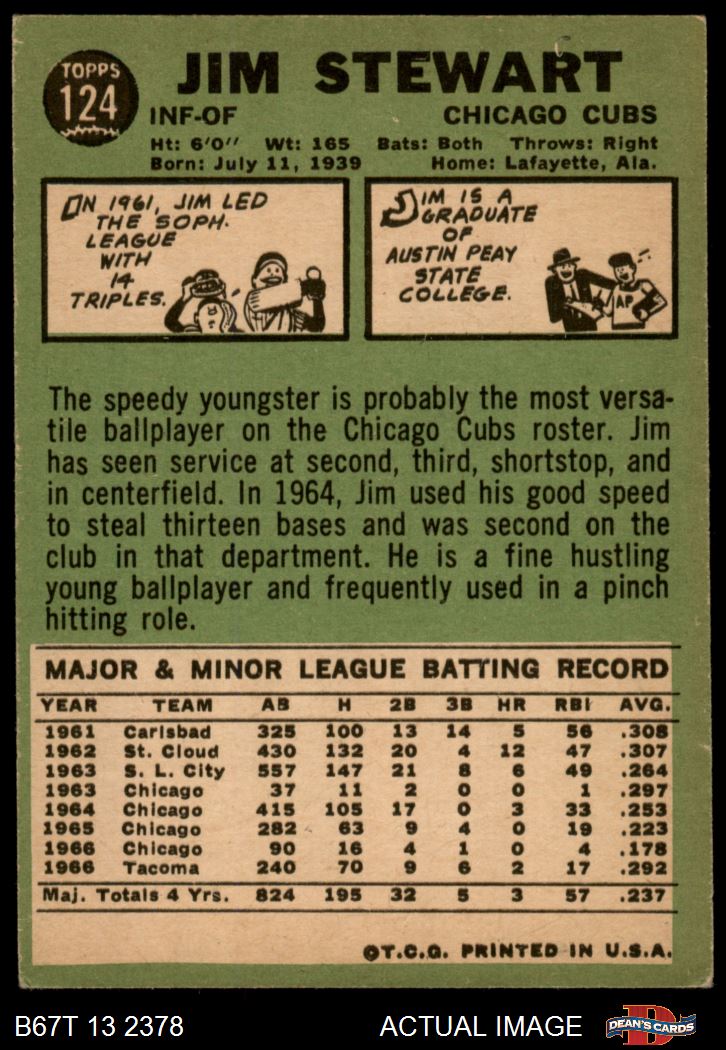 TOPPS
124
JIM STEWART
INF-OF CHICAGO CUBS
Ht: 6'0" Wt: 165 Bats: Both Throws: Right
Born: July 11, 1939 Home: Lafayette, Ala.
IN 1961, JIM LED
THE SOPH.
LEAGUE
WITH
14
TRIPLES.
JIM IS A
GRADUATE
OF
AUSTIN PEAY
STATE
COLLEGE.
AP
The speedy youngster is probably the most versa-
tile ballplayer on the Chicago Cubs roster. Jim
has seen service at second, third, shortstop, and
in centerfield. In 1964, Jim used his good speed
to steal thirteen bases and was second on the
club in that department. He is a fine hustling
young ballplayer and frequently used in a pinch
hitting role.
MAJOR & MINOR LEAGUE BATTING RECORD
YEAR TEAM AB H 2B 3B HR RBI AVG.
1961 Carlsbad 325 100 13 14 5 56 .308
1962 St. Cloud 430 132 20 4 12 47 .307
1963 S. L. City 557 147 21 8 6 49 .264
1963 Chicago 37 11 2 0 0 1 .297
1964 Chicago 415 105 17 0 3 33 .253
1965 Chicago 282 63 9 4 0 19 .223
1966 Chicago 90 16 4 1 0 4 .178
1966 Tacoma 240 70 9 6 2 17 .292
Maj. Totals 4 Yrs. 824 195 32 5 3 57 .237
©T.C.G. PRINTED IN U.S.A.
B67T 13 2378 ACTUAL IMAGE
D
DEAN'S CARDS